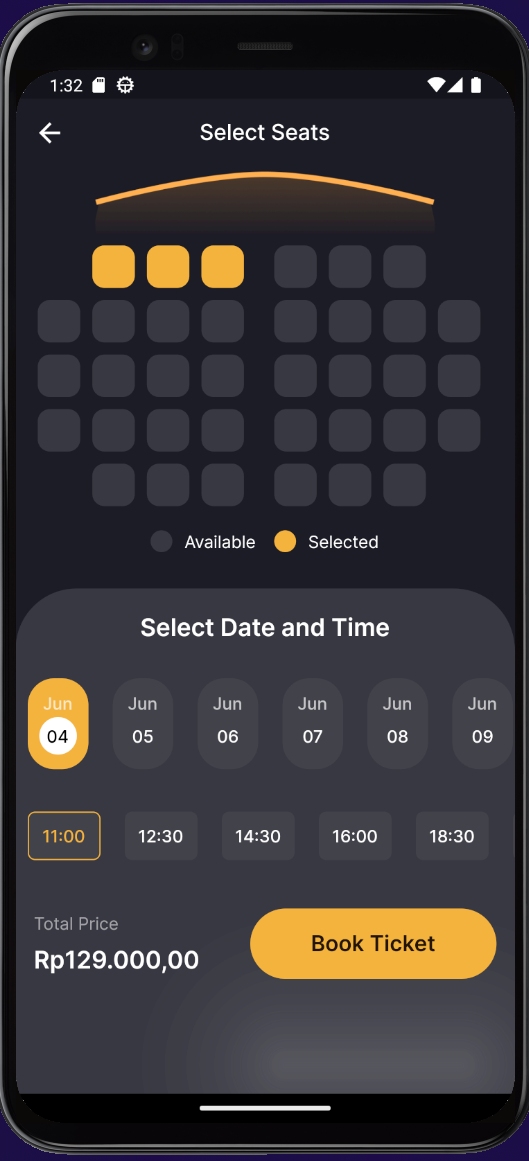 1:32
Select Seats
Available Selected
Select Date and Time
Jun Jun Jun Jun Jun Jun
04 05 06 07 08 09
11:00 12:30 14:30 16:00 18:30
Total Price
Rp129.000,00
Book Ticket